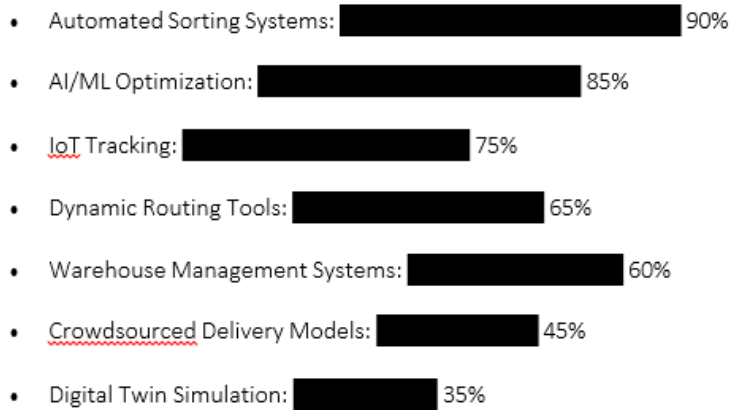 • Automated Sorting Systems: 90%
• AI/ML Optimization: 85%
• IoT Tracking: 75%
• Dynamic Routing Tools: 65%
• Warehouse Management Systems: 60%
• Crowdsourced Delivery Models: 45%
• Digital Twin Simulation: 35%